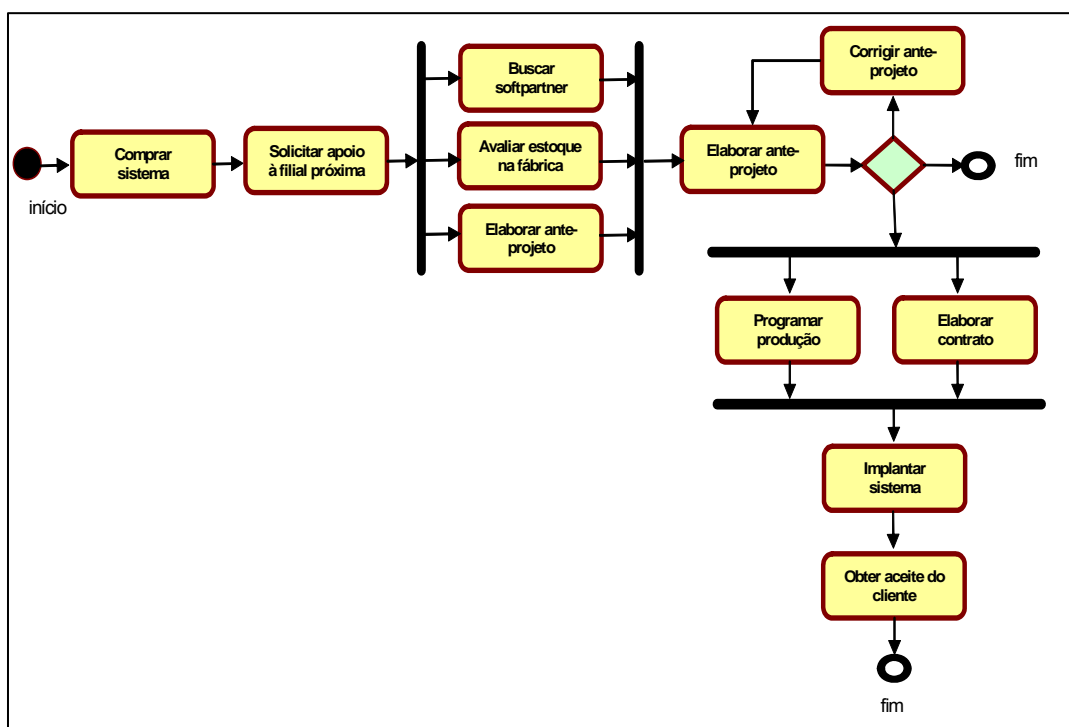 início
Comprar
sistema
Solicitar apoio
à filial próxima
Buscar
softpartner
Avaliar estoque
na fábrica
Elaborar ante-
projeto
Elaborar ante-
projeto
Corrigir ante-
projeto
fim
Programar
produção
Elaborar
contrato
Implantar
sistema
Obter aceite do
cliente
fim